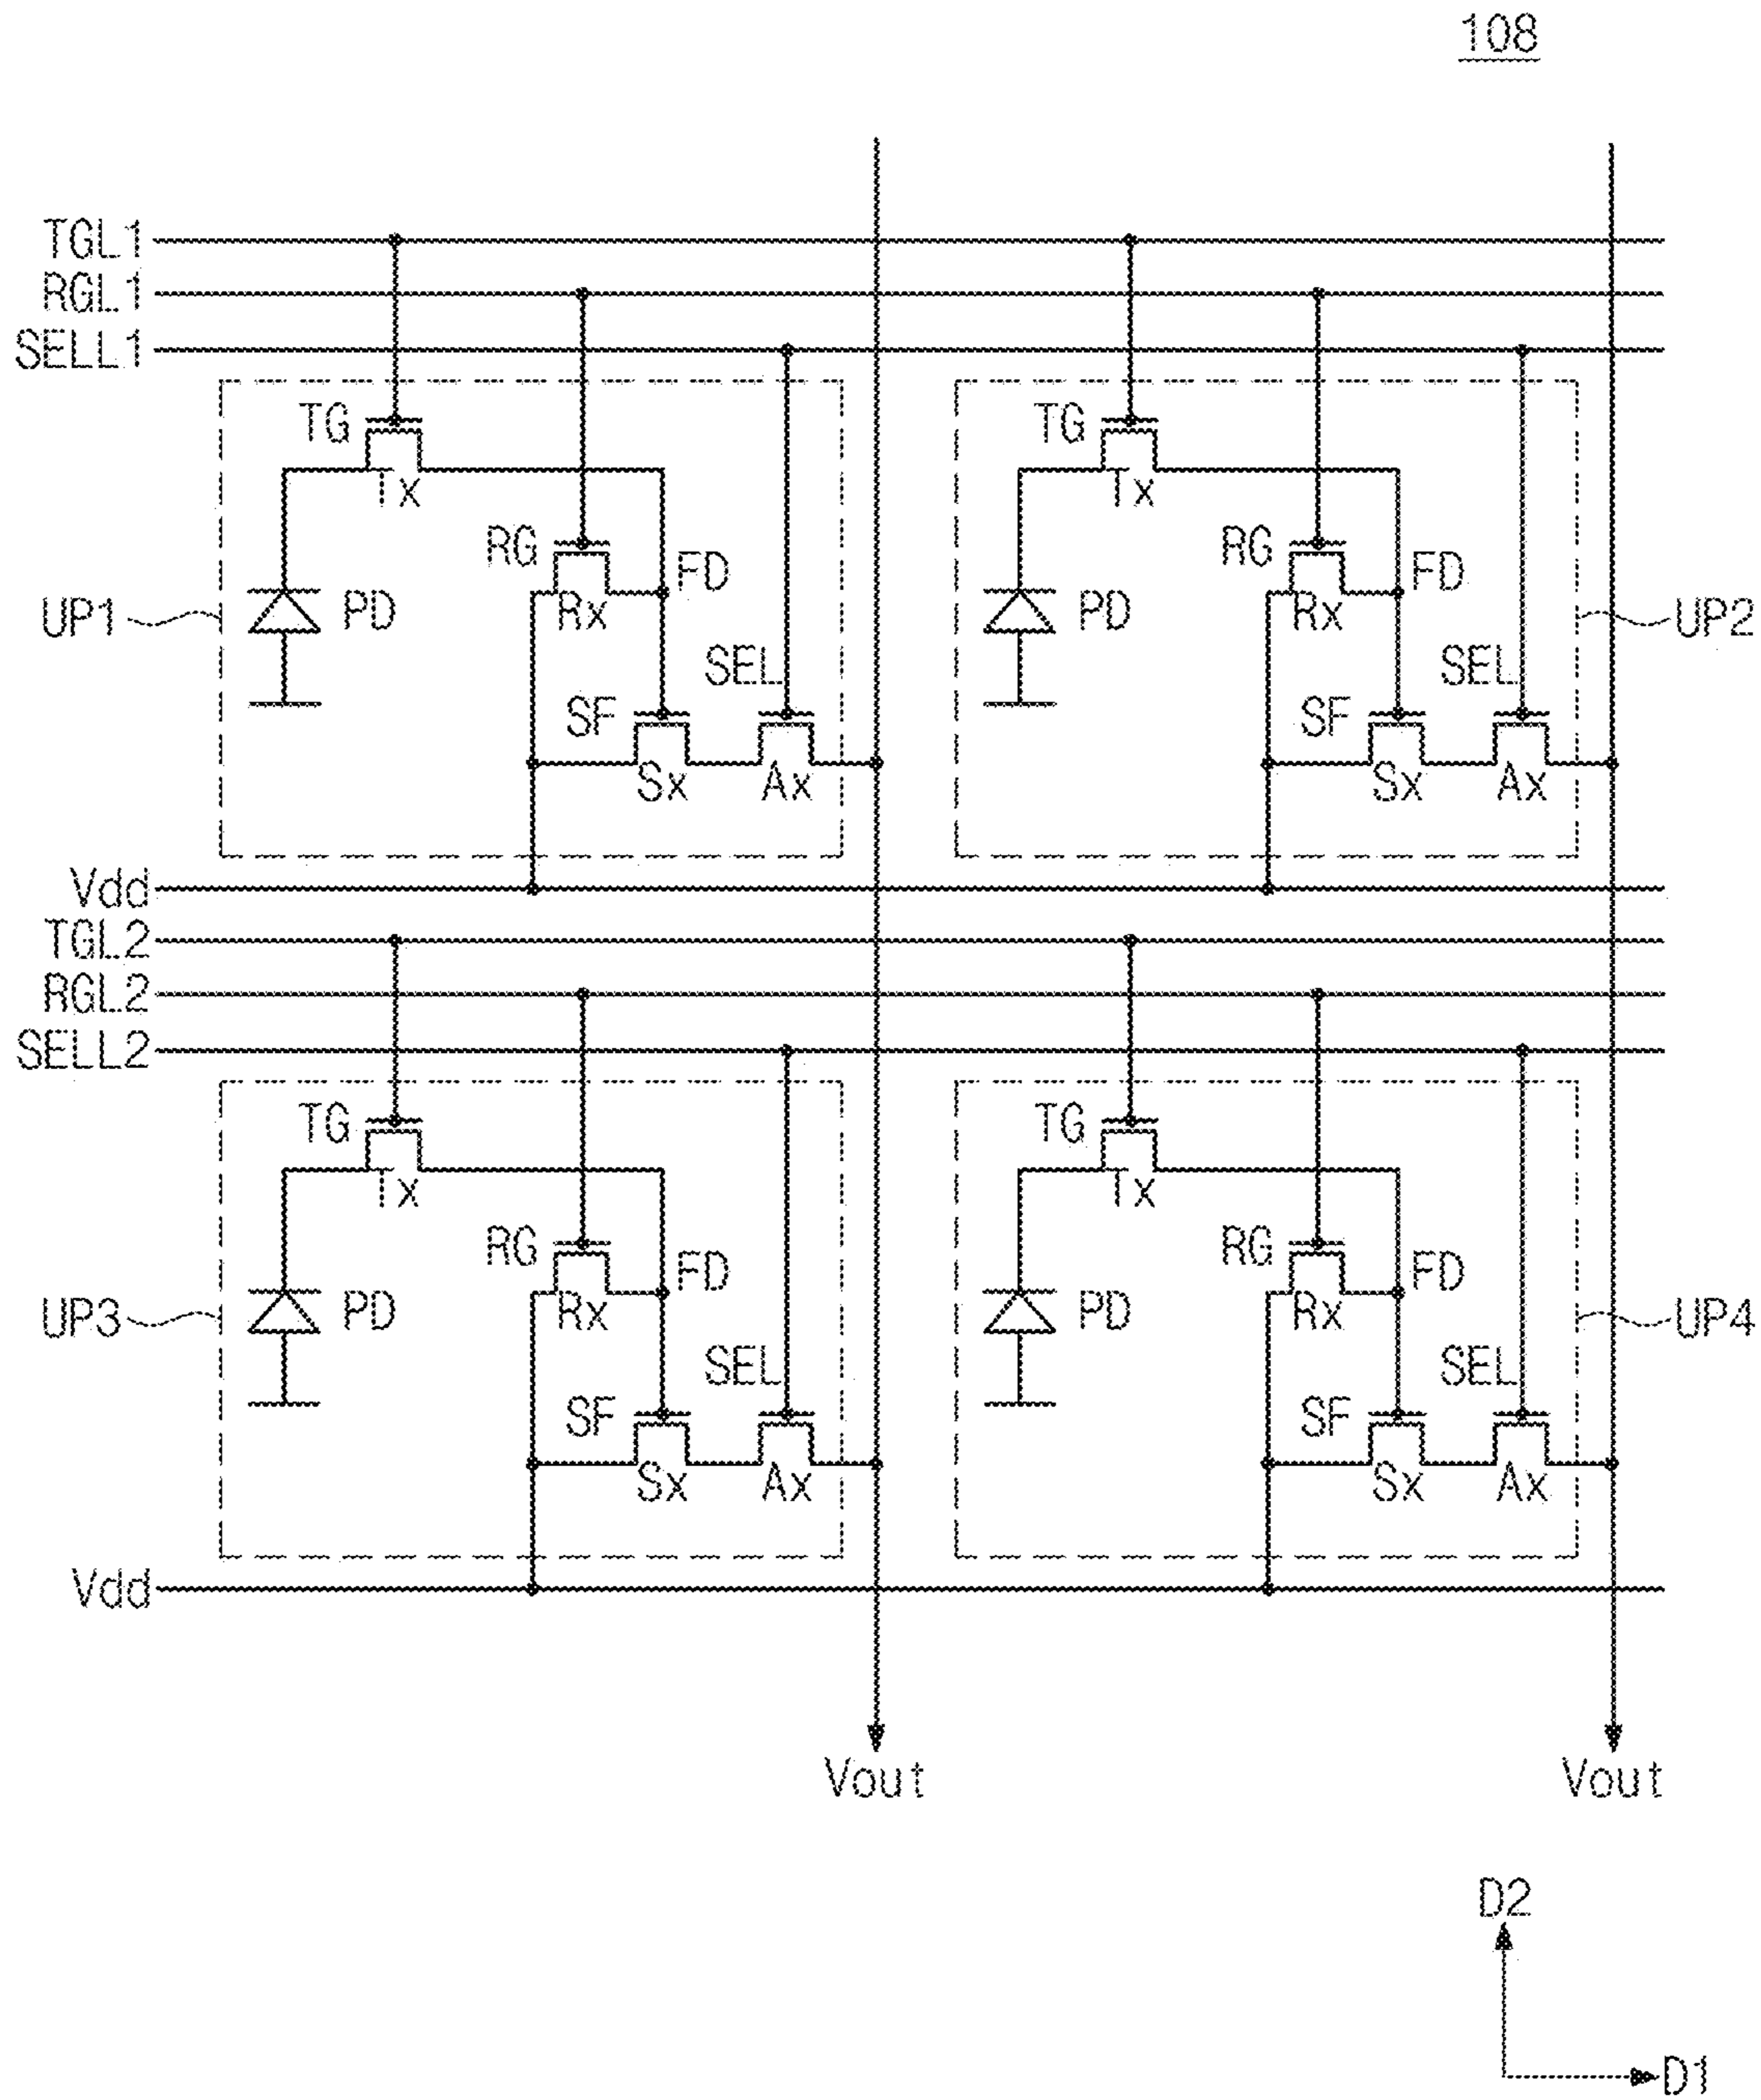 108
TGL1
RGL1
SELL1
TG TG
Tx Tx
RG FD RG FD
UP1 PD Rx PD Rx UP2
SEL SEL
SF SF
Sx Ax Sx Ax
Vdd
TGL2
RGL2
SELL2
TG TG
Tx Tx
RG FD RG FD
UP3 PD Rx PD Rx UP4
SEL SEL
SF SF
Sx Ax Sx Ax
Vdd
Vout Vout
D2
D1